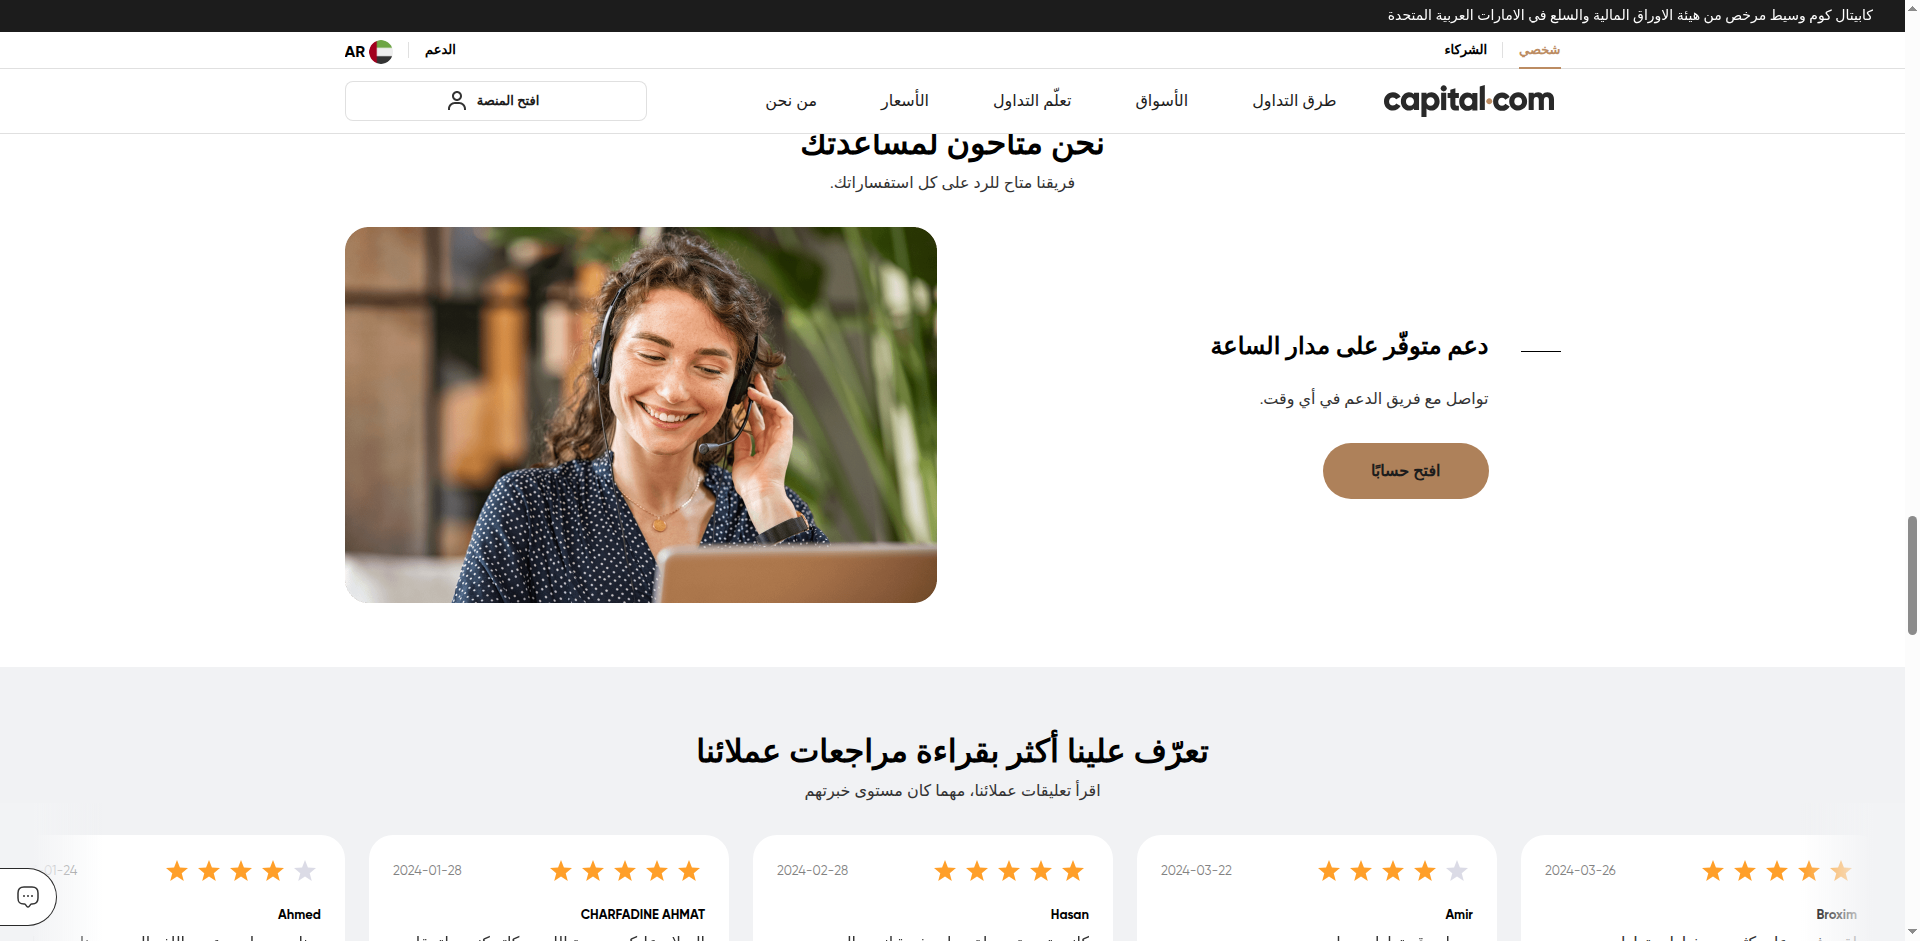 كابيتال كوم وسيط مرخص من هيئة الاوراق المالية والسلع في الامارات العربية المتحدة
شخصي
الشركاء
الدعم
AR
capital.com
طرق التداول
الأسواق
تعلّم التداول
الأسعار
من نحن
افتح المنصة
نحن متاحون لمساعدتك
فريقنا متاح للرد على كل استفساراتك.
دعم متوفّر على مدار الساعة
تواصل مع فريق الدعم في أي وقت.
افتح حسابًا
تعرّف علينا أكثر بقراءة مراجعات عملائنا
اقرأ تعليقات عملائنا، مهما كان مستوى خبرتهم
2024-03-26
Broxim
2024-03-22
Amir
2024-02-28
Hasan
2024-01-28
CHARFADINE AHMAT
01-24
Ahmed